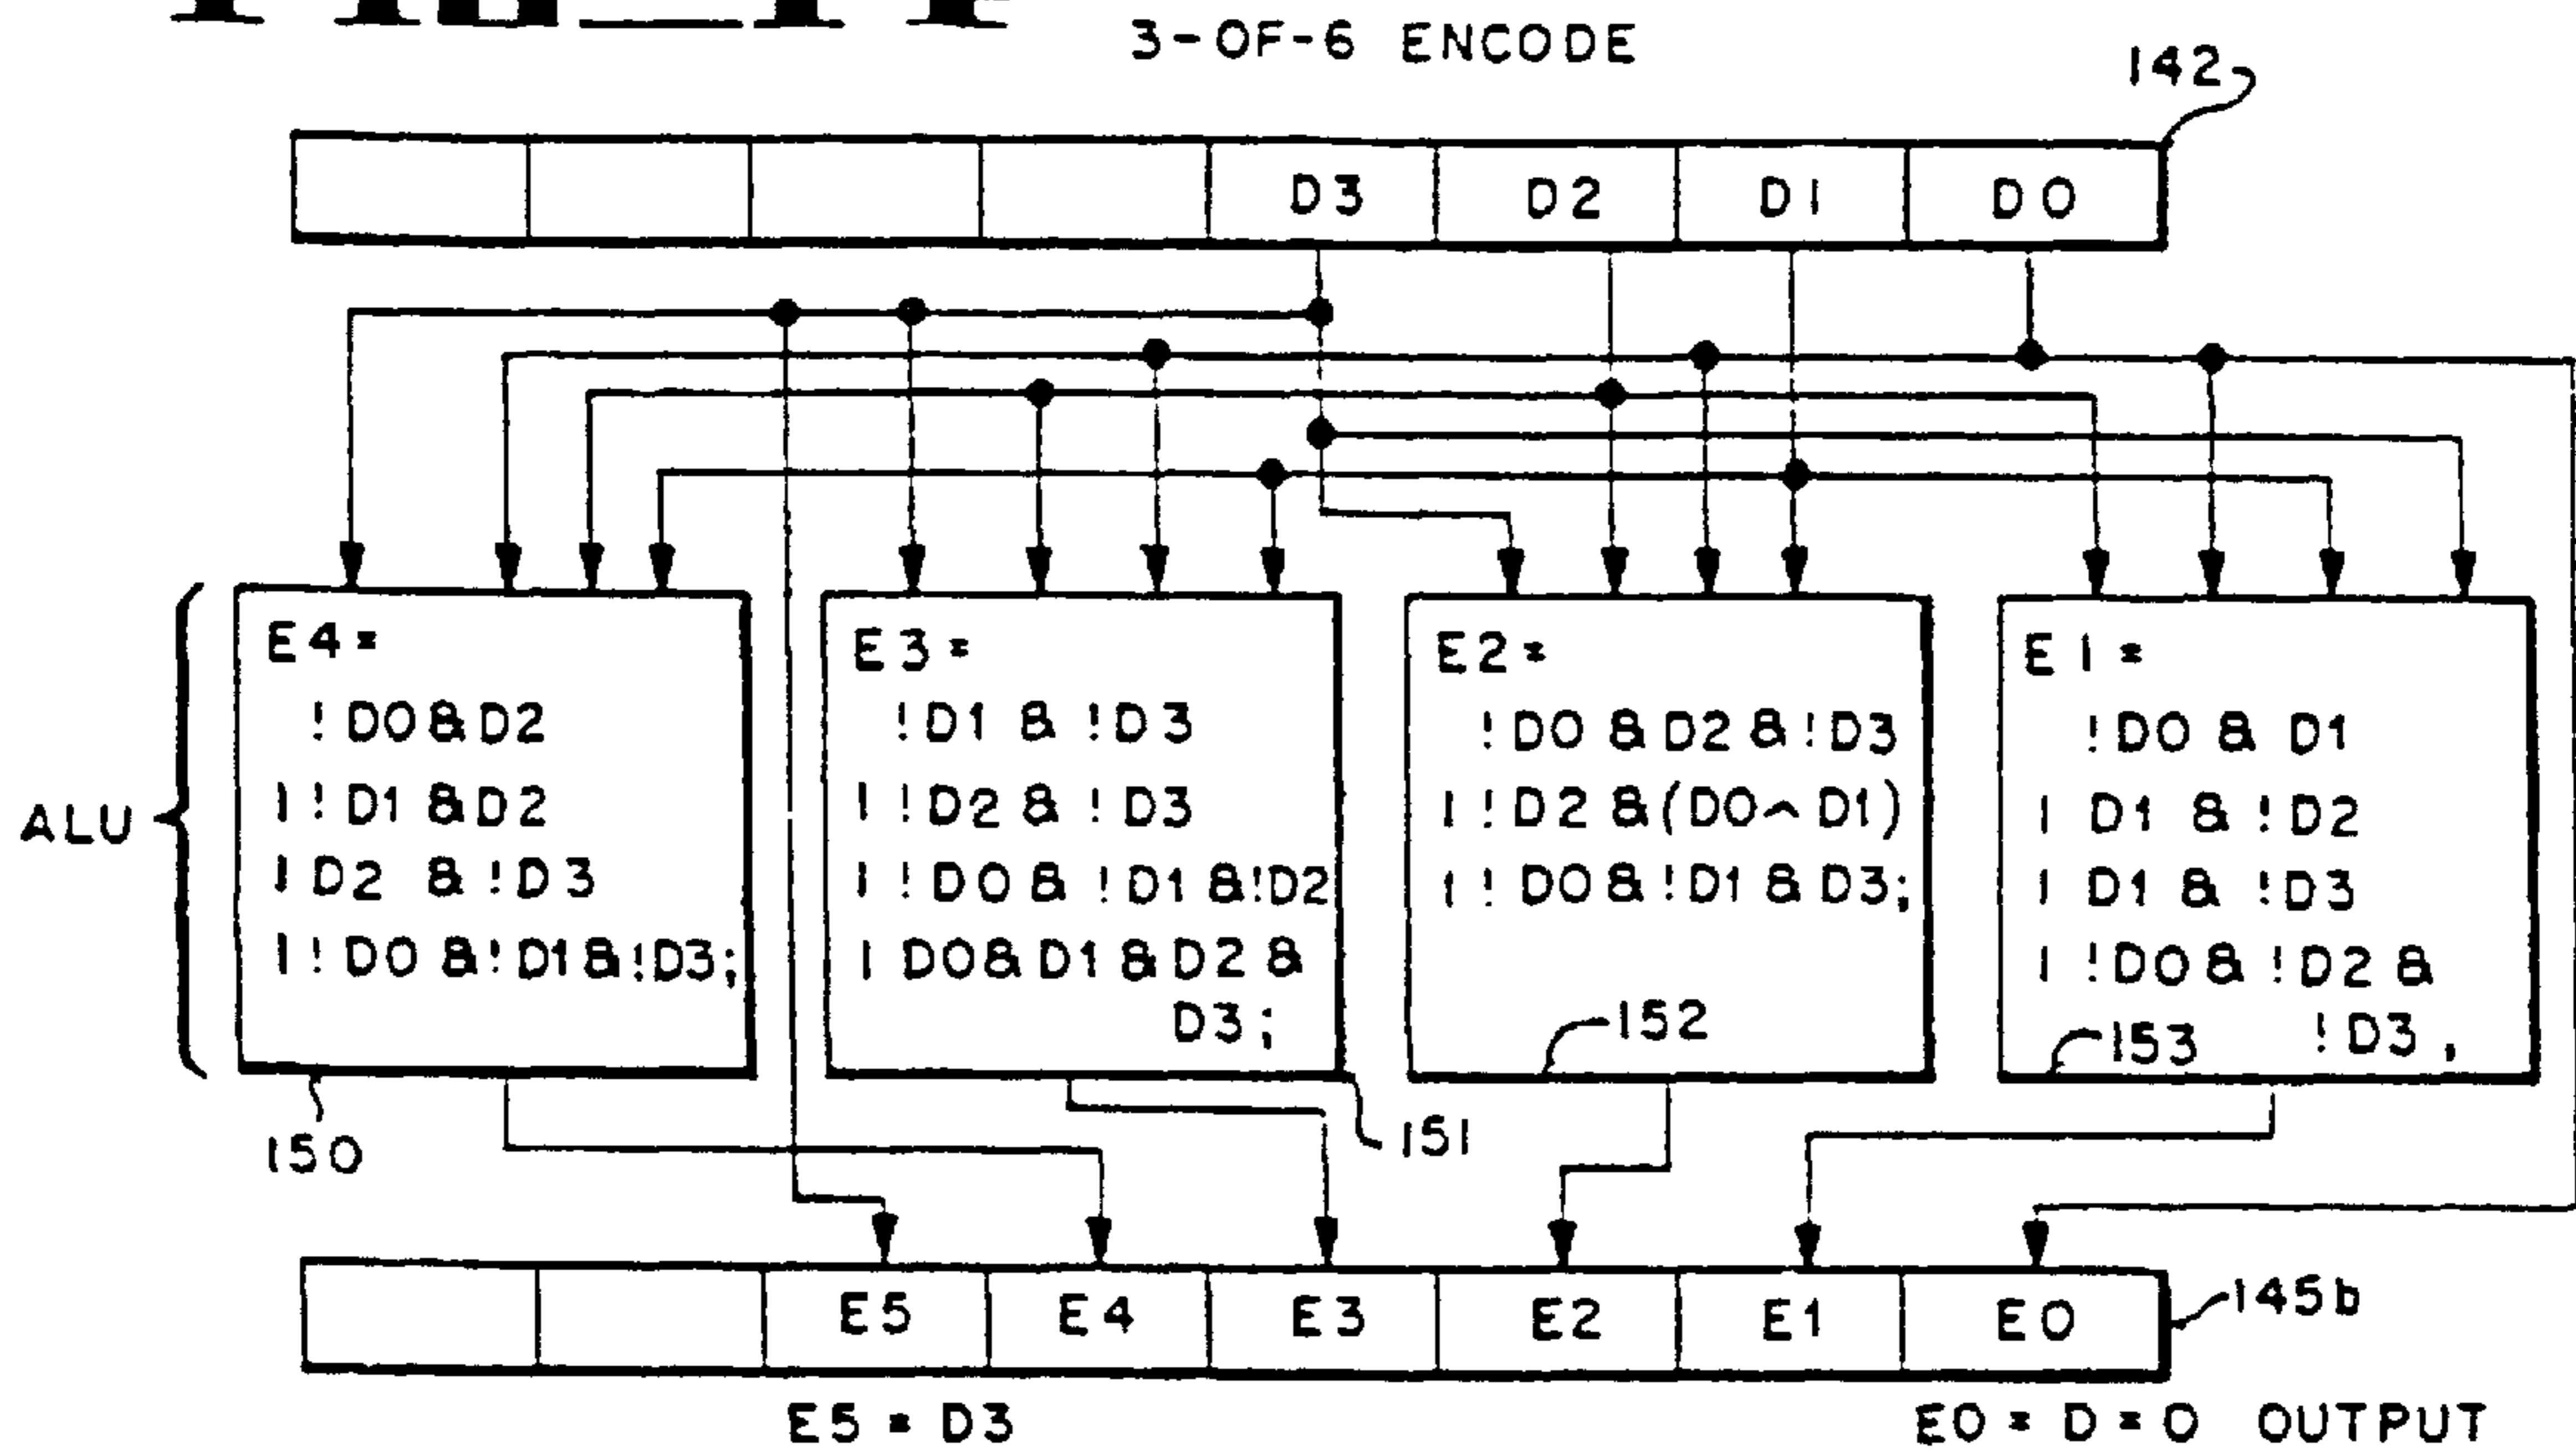 3-OF-6 ENCODE
142
D3 D2 D1 D0
ALU
E4=
!D0&D2
|!D1&D2
|D2 &!D3
|!D0&!D1&!D3;
E3=
!D1 & !D3
|!D2 & !D3
|!D0& !D1&!D2
|D0&D1&D2&
D3;
E2=
!D0&D2&!D3
|!D2&(D0^D1)
|!D0&!D1&D3;
E1=
!D0 & D1
| D1 & !D2
| D1 & !D3
| !D0& !D2&
!D3,
150
151
152
153
E5 E4 E3 E2 E1 E0
145b
E5 = D3
E0 = D = 0 OUTPUT